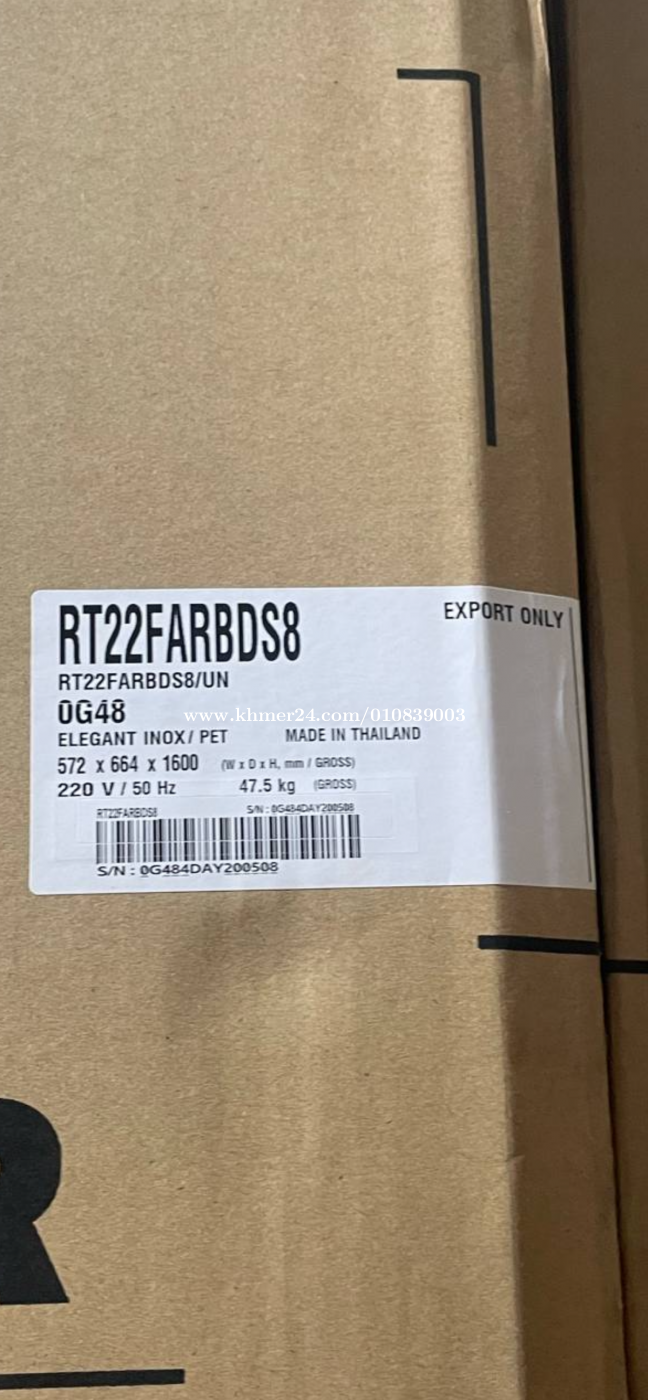 RT22FARBDS8
EXPORT ONLY
RT22FARBDS8/UN
0G48
www.khmer24.com/010839003
ELEGANT INOX/ PET MADE IN THAILAND
572 x 664 x 1600 (W x D x H, mm / GROSS)
220 V / 50 Hz 47.5 kg (GROSS)
RT22FARBDS8 S/N : 0G484DAY200508
S/N : 0G484DAY200508
R